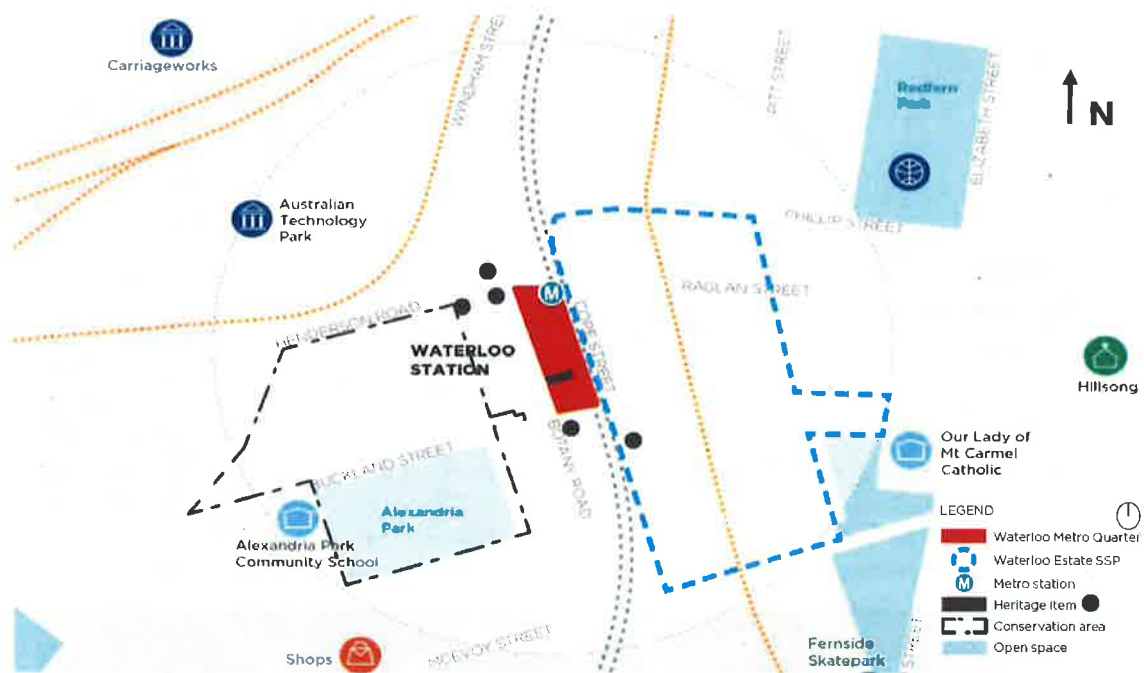 Carriageworks
WYNDHAM STREET
PITT STREET
Redfern
Park
ELIZABETH STREET
N
Australian
Technology
Park
PHILLIP STREET
RAGLAN STREET
M
HENDERSON ROAD
WATERLOO
STATION
COPE STREET
Hillsong
BOTANY ROAD
BUCKLAND STREET
Our Lady of
Mt Carmel
Catholic
Alexandria
Park
Alexandria Park
Community School
LEGEND
Waterloo Metro Quarter
Waterloo Estate SSP
M
Metro station
Heritage Item
Conservation area
Open space
MCEVOY STREET
Shops
Fernside
Skatepark
STREET